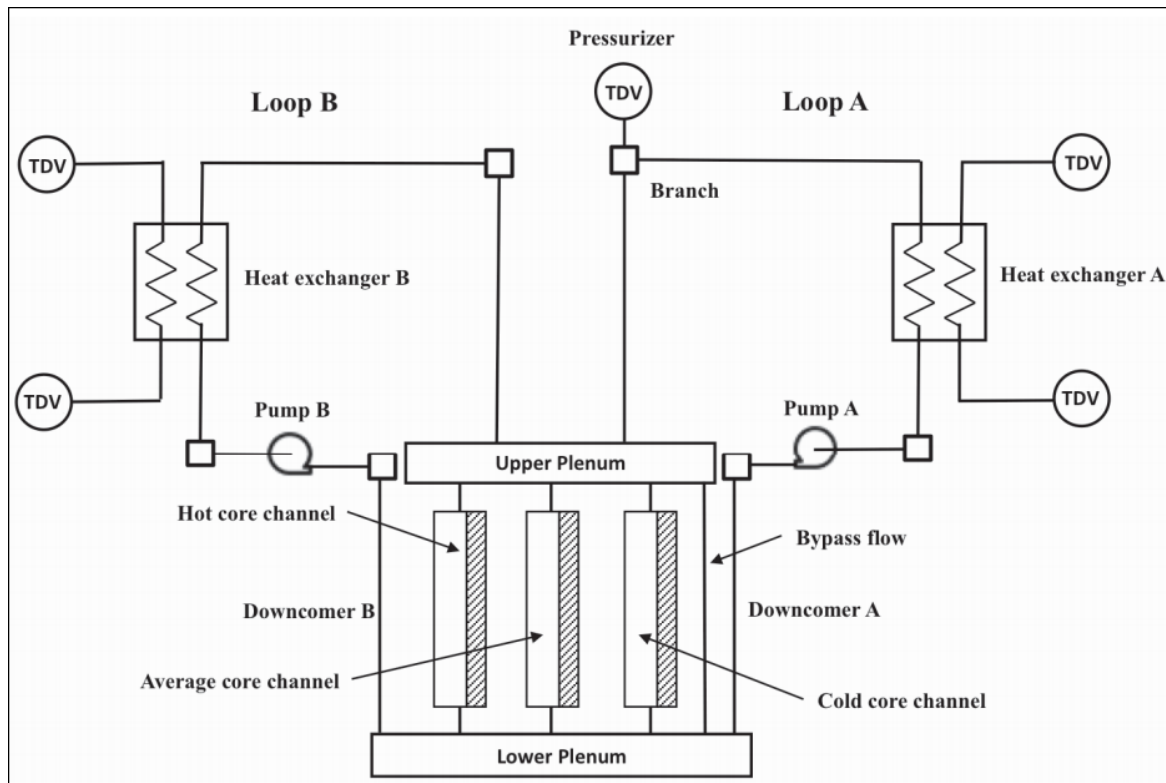 Pressurizer
TDV
Loop B
Loop A
TDV
TDV
Branch
Heat exchanger B
Heat exchanger A
TDV
TDV
Pump B
Pump A
Upper Plenum
Hot core channel
Bypass flow
Downcomer B
Downcomer A
Average core channel
Cold core channel
Lower Plenum